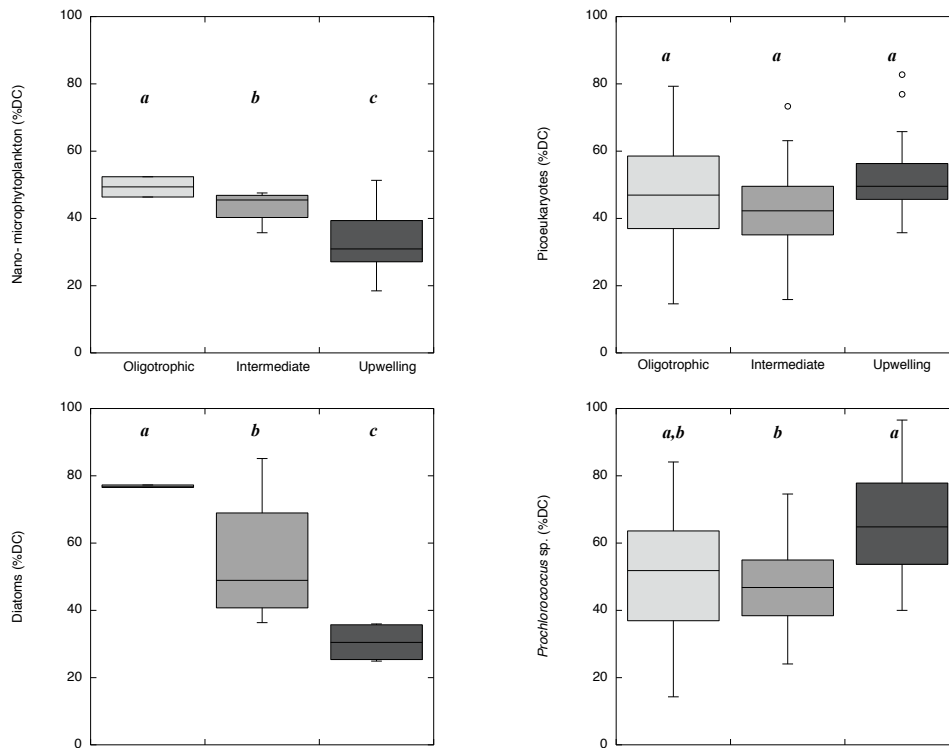 100
80
60
40
20
0
Nano- microphytoplankton (%DC)
a
b
c
Oligotrophic
Intermediate
Upwelling
100
80
60
40
20
0
Picoeukaryotes (%DC)
a
a
a
Oligotrophic
Intermediate
Upwelling
100
80
60
40
20
0
Diatoms (%DC)
a
b
c
100
80
60
40
20
0
Prochlorococcus sp. (%DC)
a,b
b
a